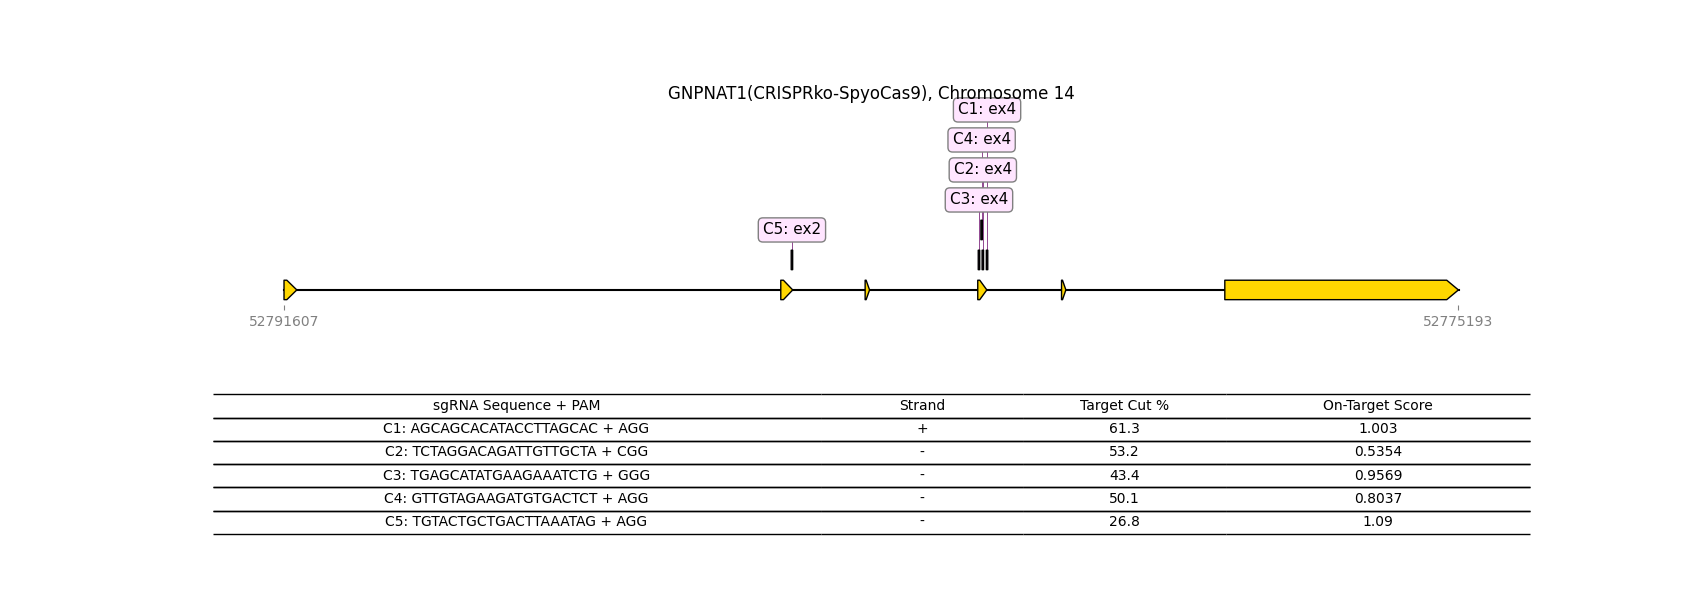 GNPNAT1(CRISPRko-SpyoCas9), Chromosome 14
C1: ex4
C4: ex4
C2: ex4
C3: ex4
C5: ex2
52791607 52775193
sgRNA Sequence + PAM Strand Target Cut % On-Target Score
C1: AGCAGCACATACCTTAGCAC + AGG + 61.3 1.003
C2: TCTAGGACAGATTGTTGCTA + CGG - 53.2 0.5354
C3: TGAGCATATGAAGAAATCTG + GGG - 43.4 0.9569
C4: GTTGTAGAAGATGTGACTCT + AGG - 50.1 0.8037
C5: TGTACTGCTGACTTAAATAG + AGG - 26.8 1.09